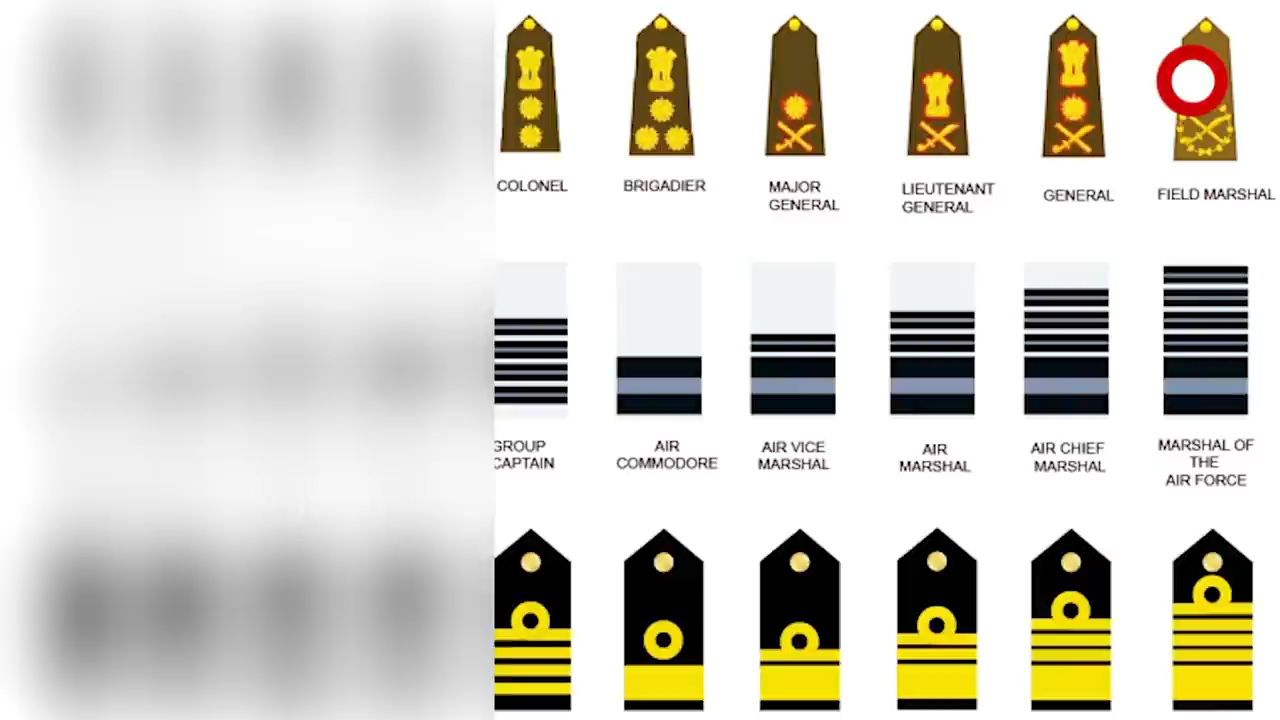 COLONEL
BRIGADIER
MAJOR
GENERAL
LIEUTENANT
GENERAL
GENERAL
FIELD MARSHAL
GROUP
CAPTAIN
AIR
COMMODORE
AIR VICE
MARSHAL
AIR
MARSHAL
AIR CHIEF
MARSHAL
MARSHAL OF
THE
AIR FORCE